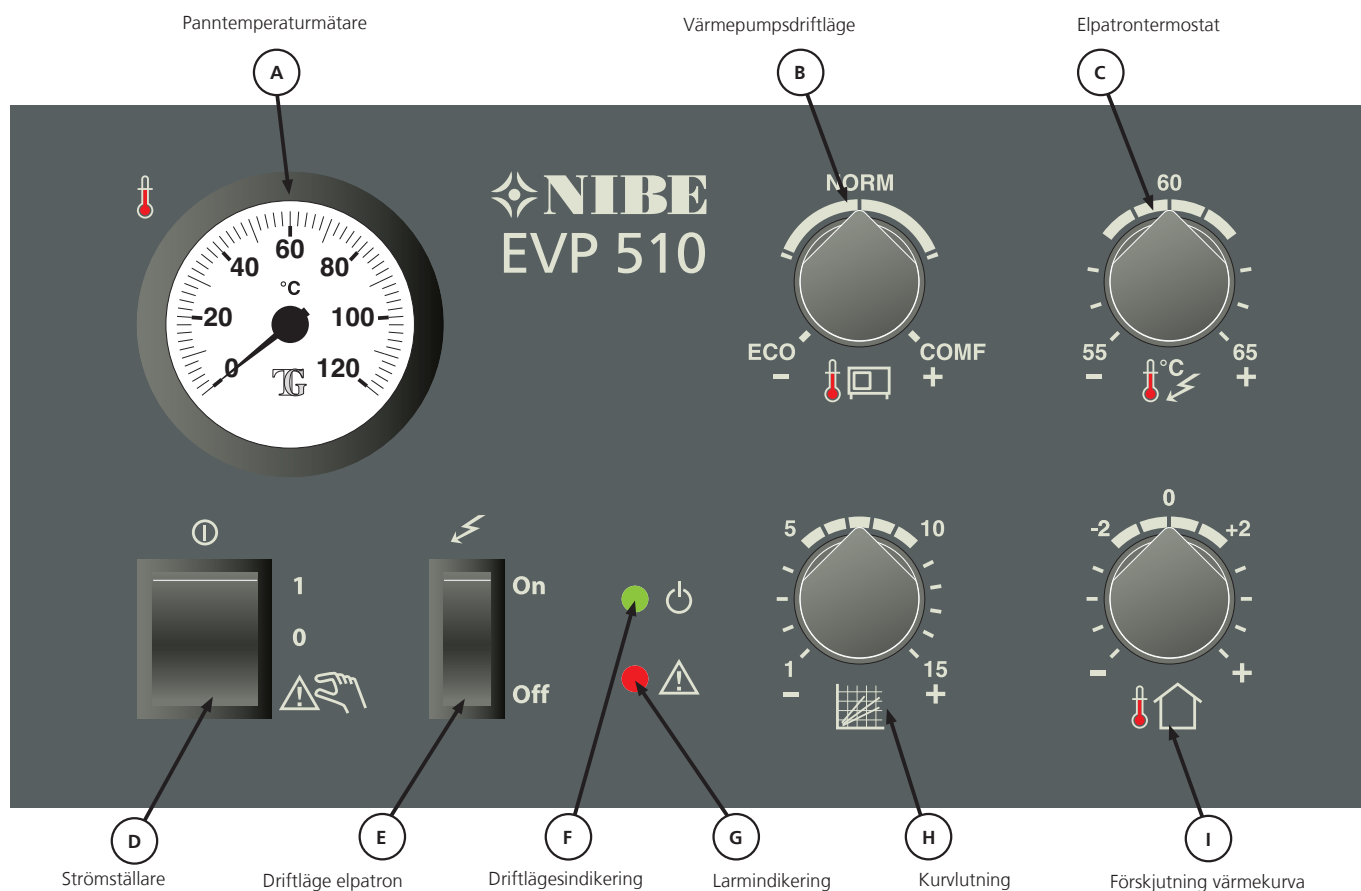 Panntemperaturmätare
Värmepumpsdriftläge
Elpatrontermostat
A
B
C
NIBE
EVP 510
NORM
60
60
40
80
°C
20
100
0
120
TG
ECO
COMF
-
+
55
65
°C
-
+
1
0
On
Off
5
10
1
15
-
+
0
-2
+2
-
+
D
E
F
G
H
I
Strömställare
Driftläge elpatron
Driftlägesindikering
Larmindikering
Kurvlutning
Förskjutning värmekurva